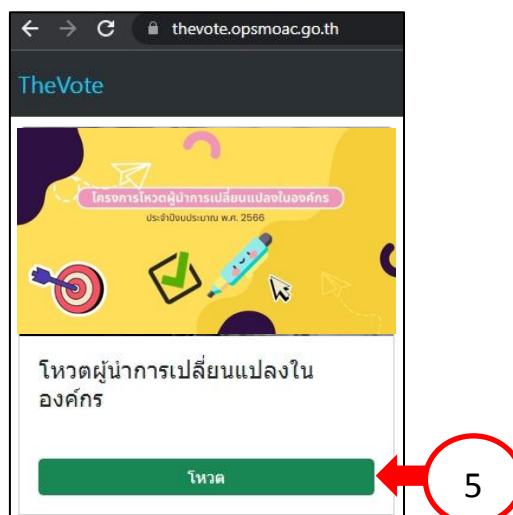 thevote.opsmoac.go.th
TheVote
โครงการโหวตผู้นำการเปลี่ยนแปลงในองค์กร
ประจำปีงบประมาณ พ.ศ. 2566
โหวตผู้นำการเปลี่ยนแปลงใน
องค์กร
โหวต
5